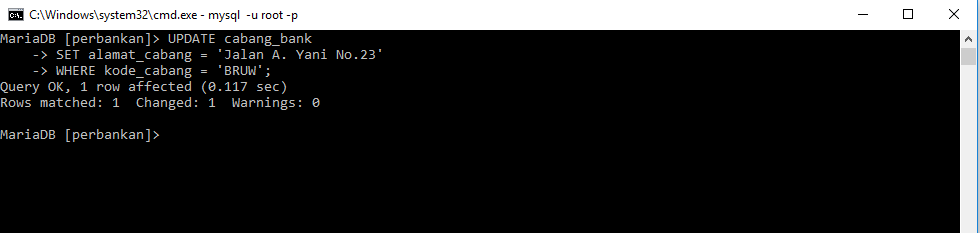 C:\Windows\system32\cmd.exe - mysql  -u root -p
MariaDB [perbankan]> UPDATE cabang_bank
    -> SET alamat_cabang = 'Jalan A. Yani No.23'
    -> WHERE kode_cabang = 'BRUW';
Query OK, 1 row affected (0.117 sec)
Rows matched: 1  Changed: 1  Warnings: 0
MariaDB [perbankan]>